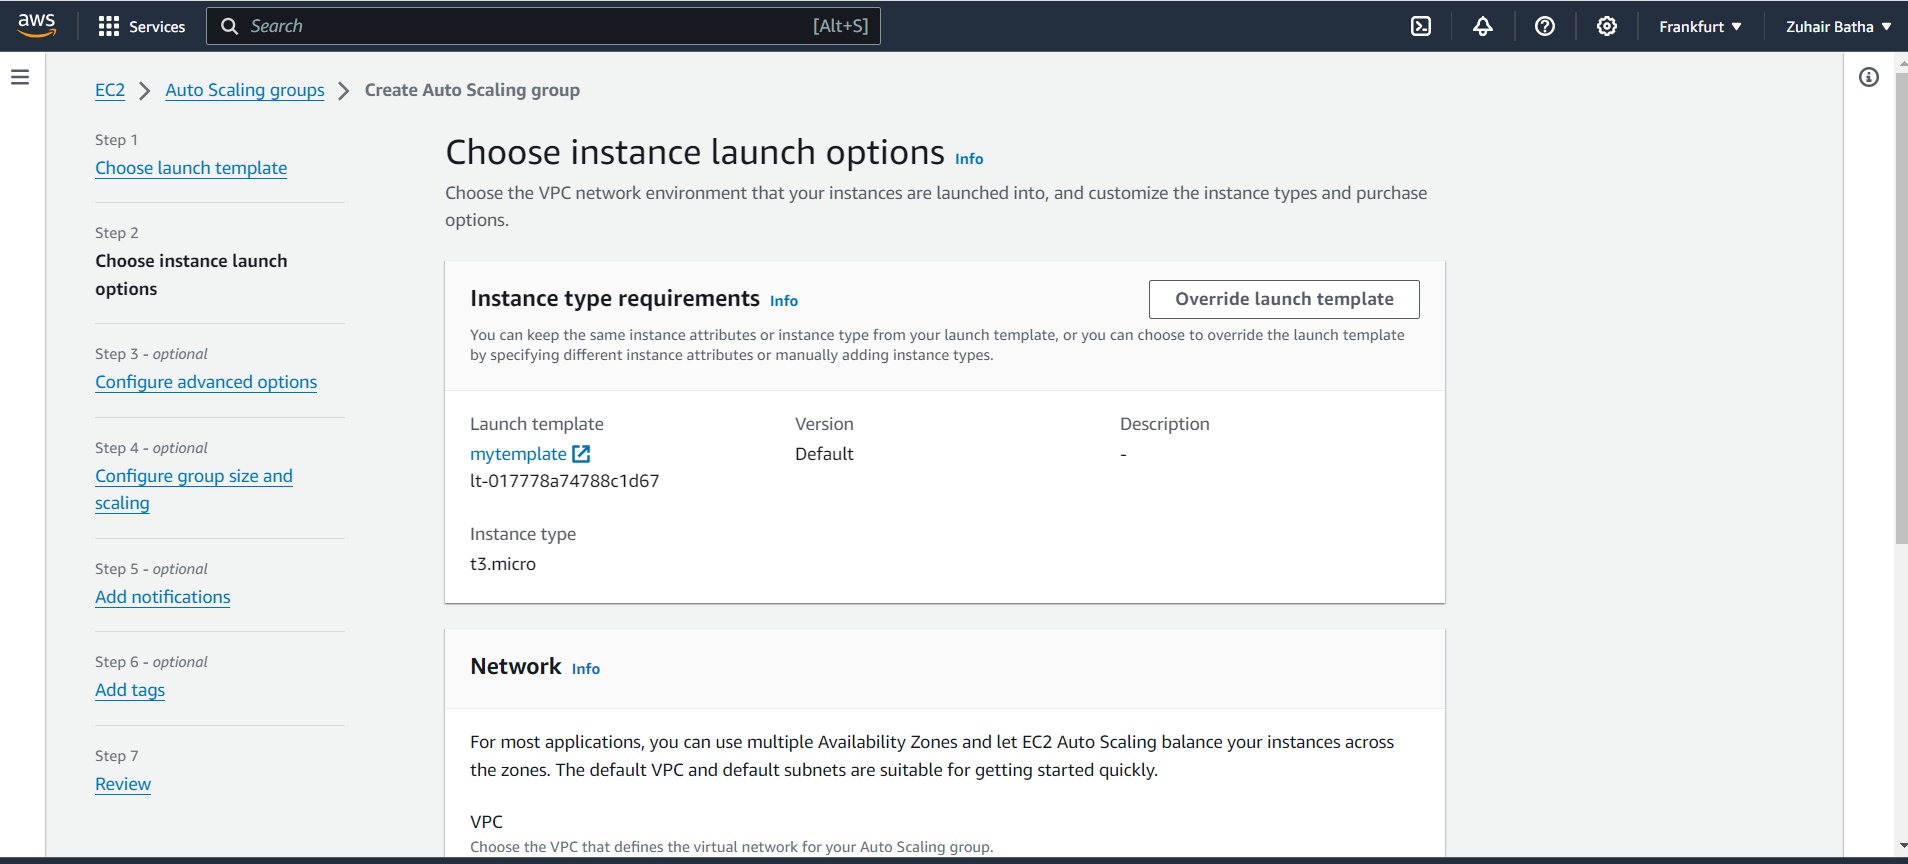 aws
Services
Search
[Alt+S]
Frankfurt
Zuhair Batha
EC2
Auto Scaling groups
Create Auto Scaling group
Step 1
Choose launch template
Step 2
Choose instance launch
options
Step 3 - optional
Configure advanced options
Step 4 - optional
Configure group size and
scaling
Step 5 - optional
Add notifications
Step 6 - optional
Add tags
Step 7
Review
Choose instance launch options Info
Choose the VPC network environment that your instances are launched into, and customize the instance types and purchase
options.
Instance type requirements Info
Override launch template
You can keep the same instance attributes or instance type from your launch template, or you can choose to override the launch template
by specifying different instance attributes or manually adding instance types.
Launch template
mytemplate
lt-017778a74788c1d67
Version
Default
Description
-
Instance type
t3.micro
Network Info
For most applications, you can use multiple Availability Zones and let EC2 Auto Scaling balance your instances across
the zones. The default VPC and default subnets are suitable for getting started quickly.
VPC
Choose the VPC that defines the virtual network for your Auto Scaling group.